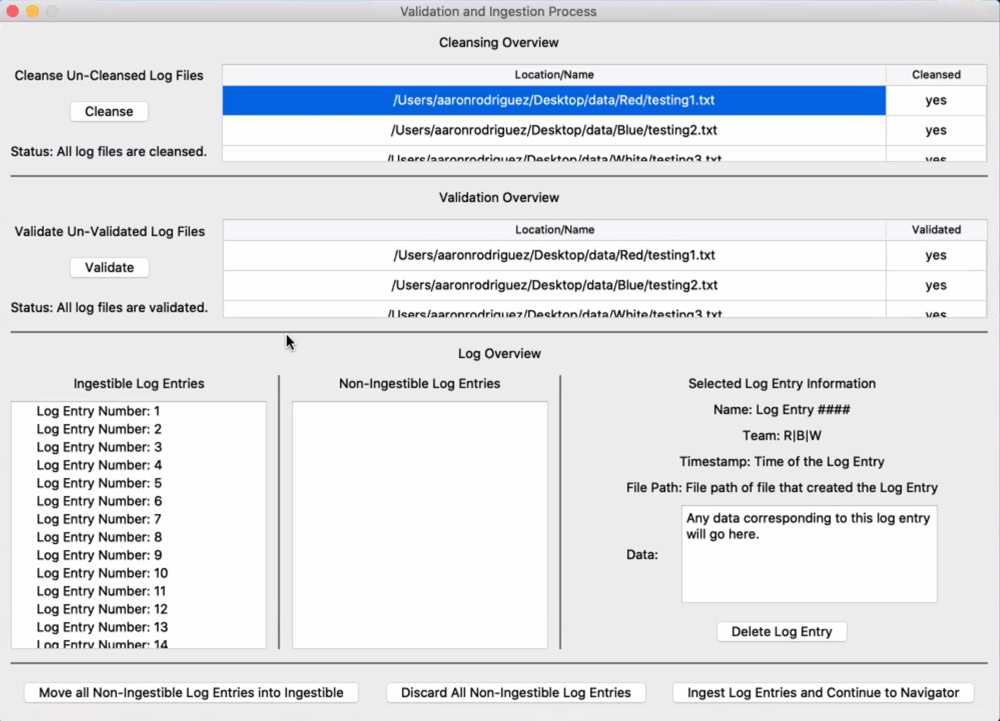 Validation and Ingestion Process
Cleansing Overview
Cleanse Un-Cleansed Log Files
Cleanse
Status: All log files are cleansed.
Location/Name Cleansed
/Users/aaronrodriguez/Desktop/data/Red/testing1.txt yes
/Users/aaronrodriguez/Desktop/data/Blue/testing2.txt yes
/Users/aaronrodriguez/Desktop/data/White/testing3.txt yes
Validation Overview
Validate Un-Validated Log Files
Validate
Status: All log files are validated.
Location/Name Validated
/Users/aaronrodriguez/Desktop/data/Red/testing1.txt yes
/Users/aaronrodriguez/Desktop/data/Blue/testing2.txt yes
/Users/aaronrodriguez/Desktop/data/White/testing3.txt yes
Log Overview
Ingestible Log Entries
Log Entry Number: 1
Log Entry Number: 2
Log Entry Number: 3
Log Entry Number: 4
Log Entry Number: 5
Log Entry Number: 6
Log Entry Number: 7
Log Entry Number: 8
Log Entry Number: 9
Log Entry Number: 10
Log Entry Number: 11
Log Entry Number: 12
Log Entry Number: 13
Log Entry Number: 14
Non-Ingestible Log Entries
Selected Log Entry Information
Name: Log Entry ####
Team: R|B|W
Timestamp: Time of the Log Entry
File Path: File path of file that created the Log Entry
Data:
Any data corresponding to this log entry
will go here.
Delete Log Entry
Move all Non-Ingestible Log Entries into Ingestible
Discard All Non-Ingestible Log Entries
Ingest Log Entries and Continue to Navigator